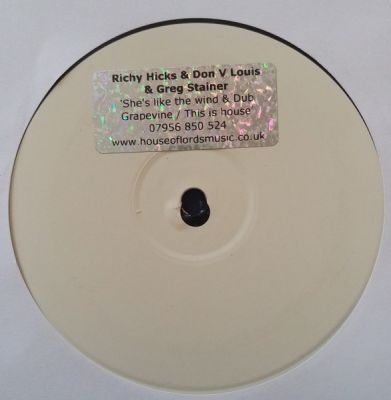 Richy Hicks & Don V Louis
& Greg Stainer
'She's like the wind & Dub
Grapevine / This is house'
07956 850 524
www.houseoflordsmusic.co.uk